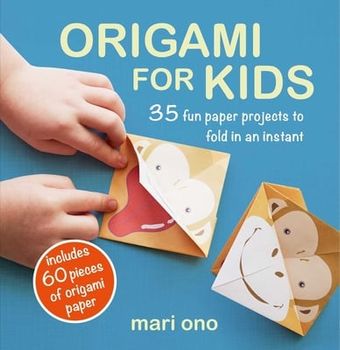 ORIGAMI
FOR KIDS
35 fun paper projects to
fold in an instant
includes
60 pieces
of origami
paper
mari ono